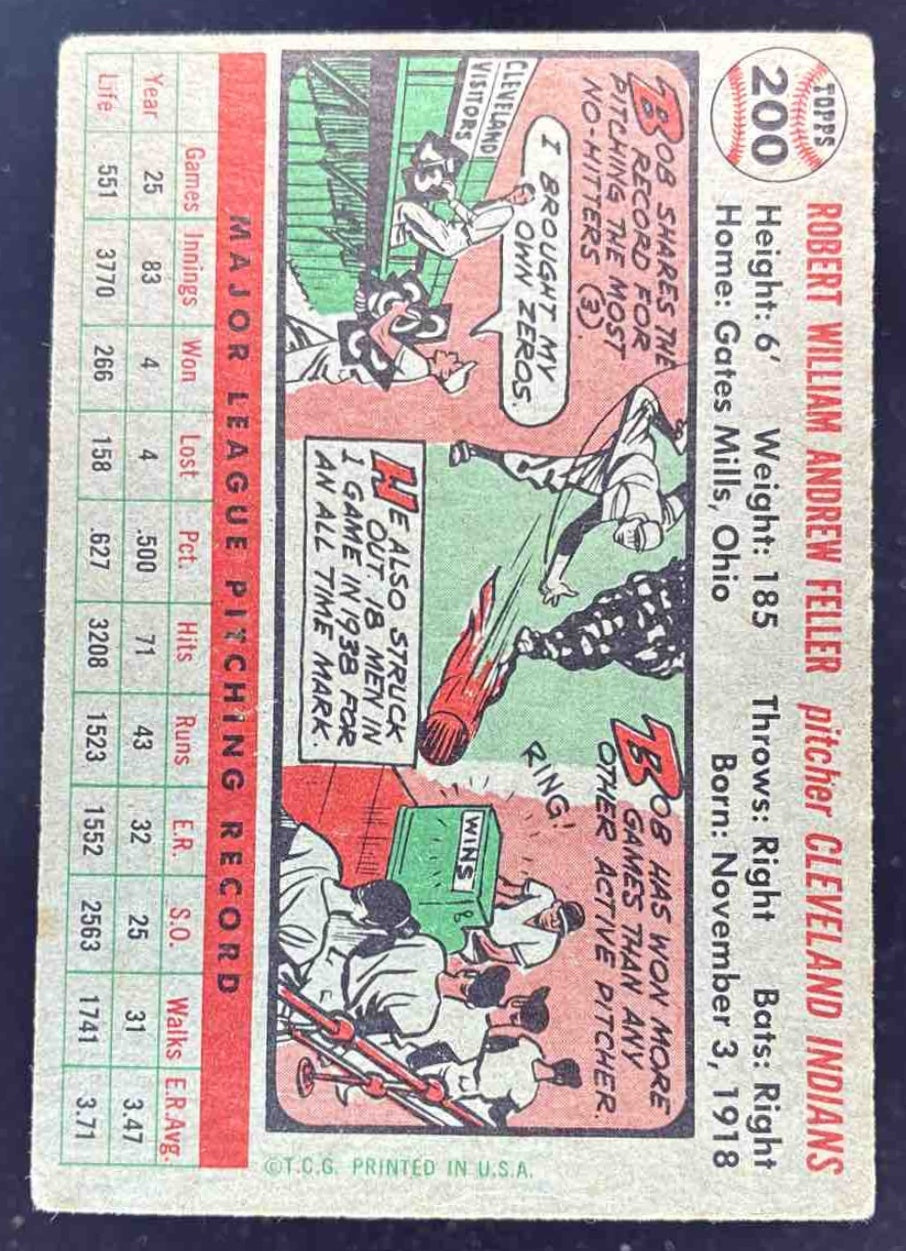 TOPPS
200
ROBERT WILLIAM ANDREW FELLER pitcher CLEVELAND INDIANS
Height: 6' Weight: 185 Throws: Right Bats: Right
Home: Gates Mills, Ohio Born: November 3, 1918
BOB SHARES THE
RECORD FOR
PITCHING THE MOST
NO-HITTERS (3).
I BROUGHT MY
OWN ZEROS.
CLEVELAND
VISITORS
13
000
HE ALSO STRUCK
OUT 18 MEN IN
1 GAME IN 1938 FOR
AN ALL TIME MARK.
BOB HAS WON MORE
GAMES THAN ANY
OTHER ACTIVE PITCHER.
RING!
WINS
MAJOR LEAGUE PITCHING RECORD
Games Innings Won Lost Pct. Hits Runs E.R. S.O. Walks E.R.Avg.
Year 25 83 4 4 .500 71 43 32 25 31 3.47
Life 551 3770 266 158 .627 3208 1523 1552 2563 1741 3.71
©T.C.G. PRINTED IN U.S.A.